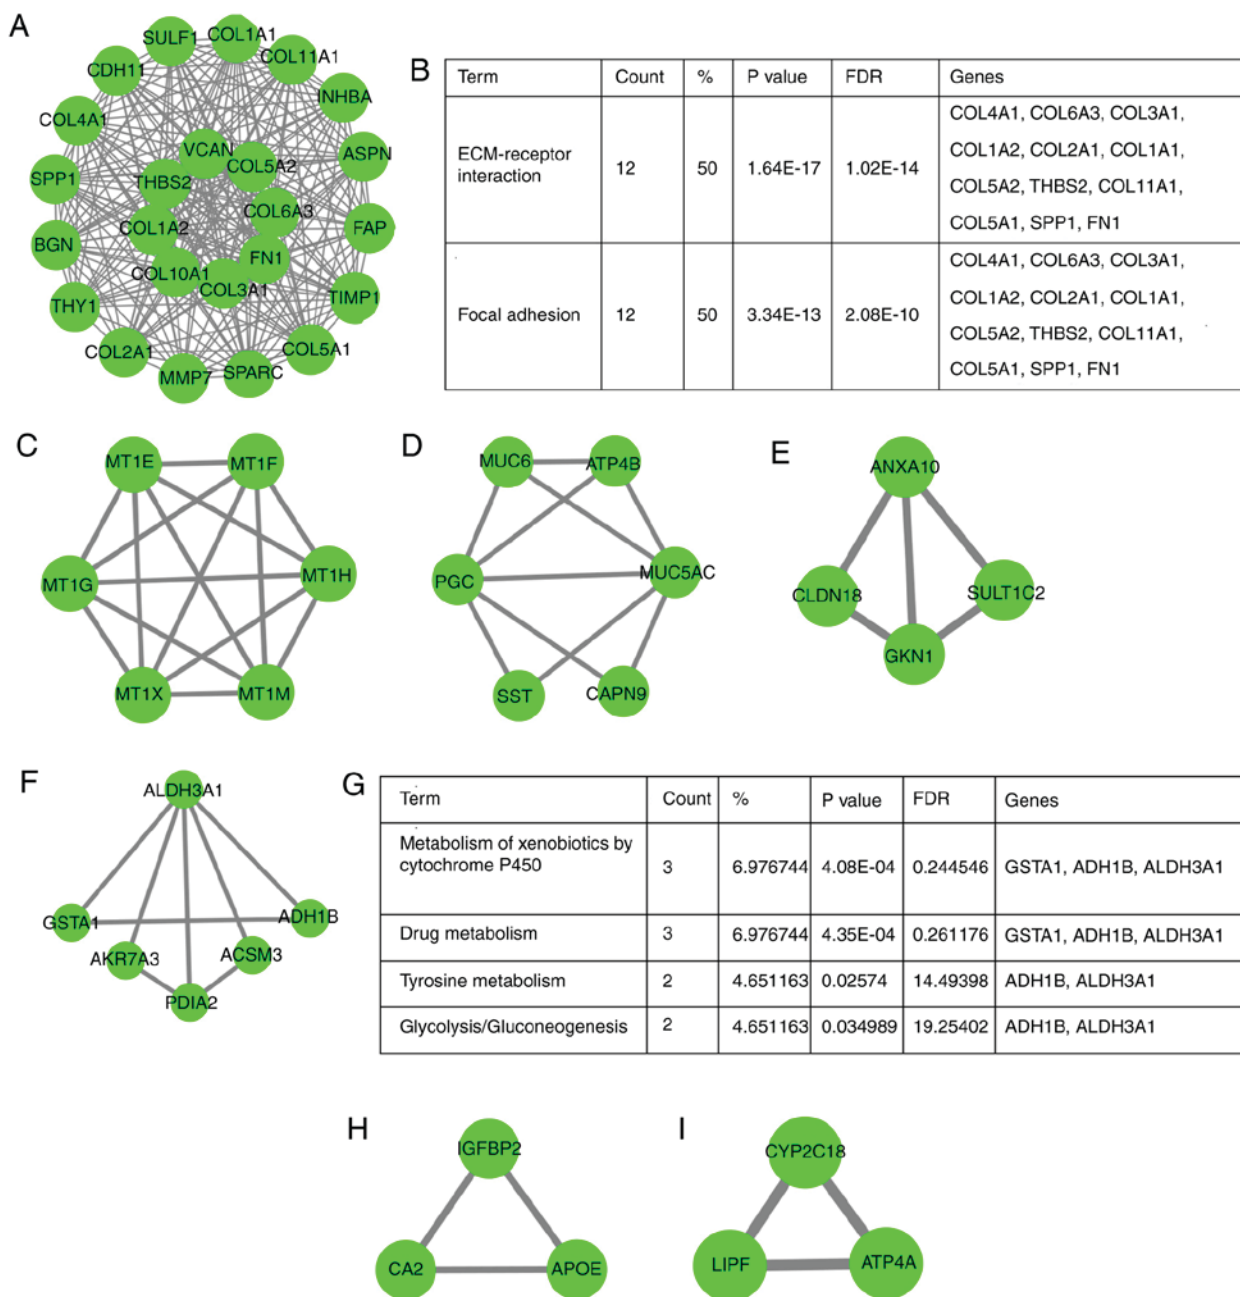 A
SULF1
COL1A1
COL11A1
CDH11
INHBA
COL4A1
ASPN
VCAN
COL5A2
SPP1
THBS2
COL6A3
FAP
COL1A2
BGN
FN1
COL10A1
COL3A1
THY1
TIMP1
COL2A1
COL5A1
MMP7
SPARC
B
Term Count % P value FDR Genes
COL4A1, COL6A3, COL3A1,
ECM-receptor
interaction
12 50 1.64E-17 1.02E-14
COL1A2, COL2A1, COL1A1,
COL5A2, THBS2, COL11A1,
COL5A1, SPP1, FN1
COL4A1, COL6A3, COL3A1,
COL1A2, COL2A1, COL1A1,
Focal adhesion 12 50 3.34E-13 2.08E-10
COL5A2, THBS2, COL11A1,
COL5A1, SPP1, FN1
C
MT1E
MT1F
MT1G
MT1H
MT1X
MT1M
D
MUC6
ATP4B
PGC
MUC5AC
SST
CAPN9
E
ANXA10
CLDN18
SULT1C2
GKN1
F
ALDH3A1
GSTA1
ADH1B
AKR7A3
ACSM3
PDIA2
G
Term Count % P value FDR Genes
Metabolism of xenobiotics by
cytochrome P450
3 6.976744 4.08E-04 0.244546 GSTA1, ADH1B, ALDH3A1
Drug metabolism 3 6.976744 4.35E-04 0.261176 GSTA1, ADH1B, ALDH3A1
Tyrosine metabolism 2 4.651163 0.02574 14.49398 ADH1B, ALDH3A1
Glycolysis/Gluconeogenesis 2 4.651163 0.034989 19.25402 ADH1B, ALDH3A1
H
IGFBP2
CA2
APOE
I
CYP2C18
LIPF
ATP4A